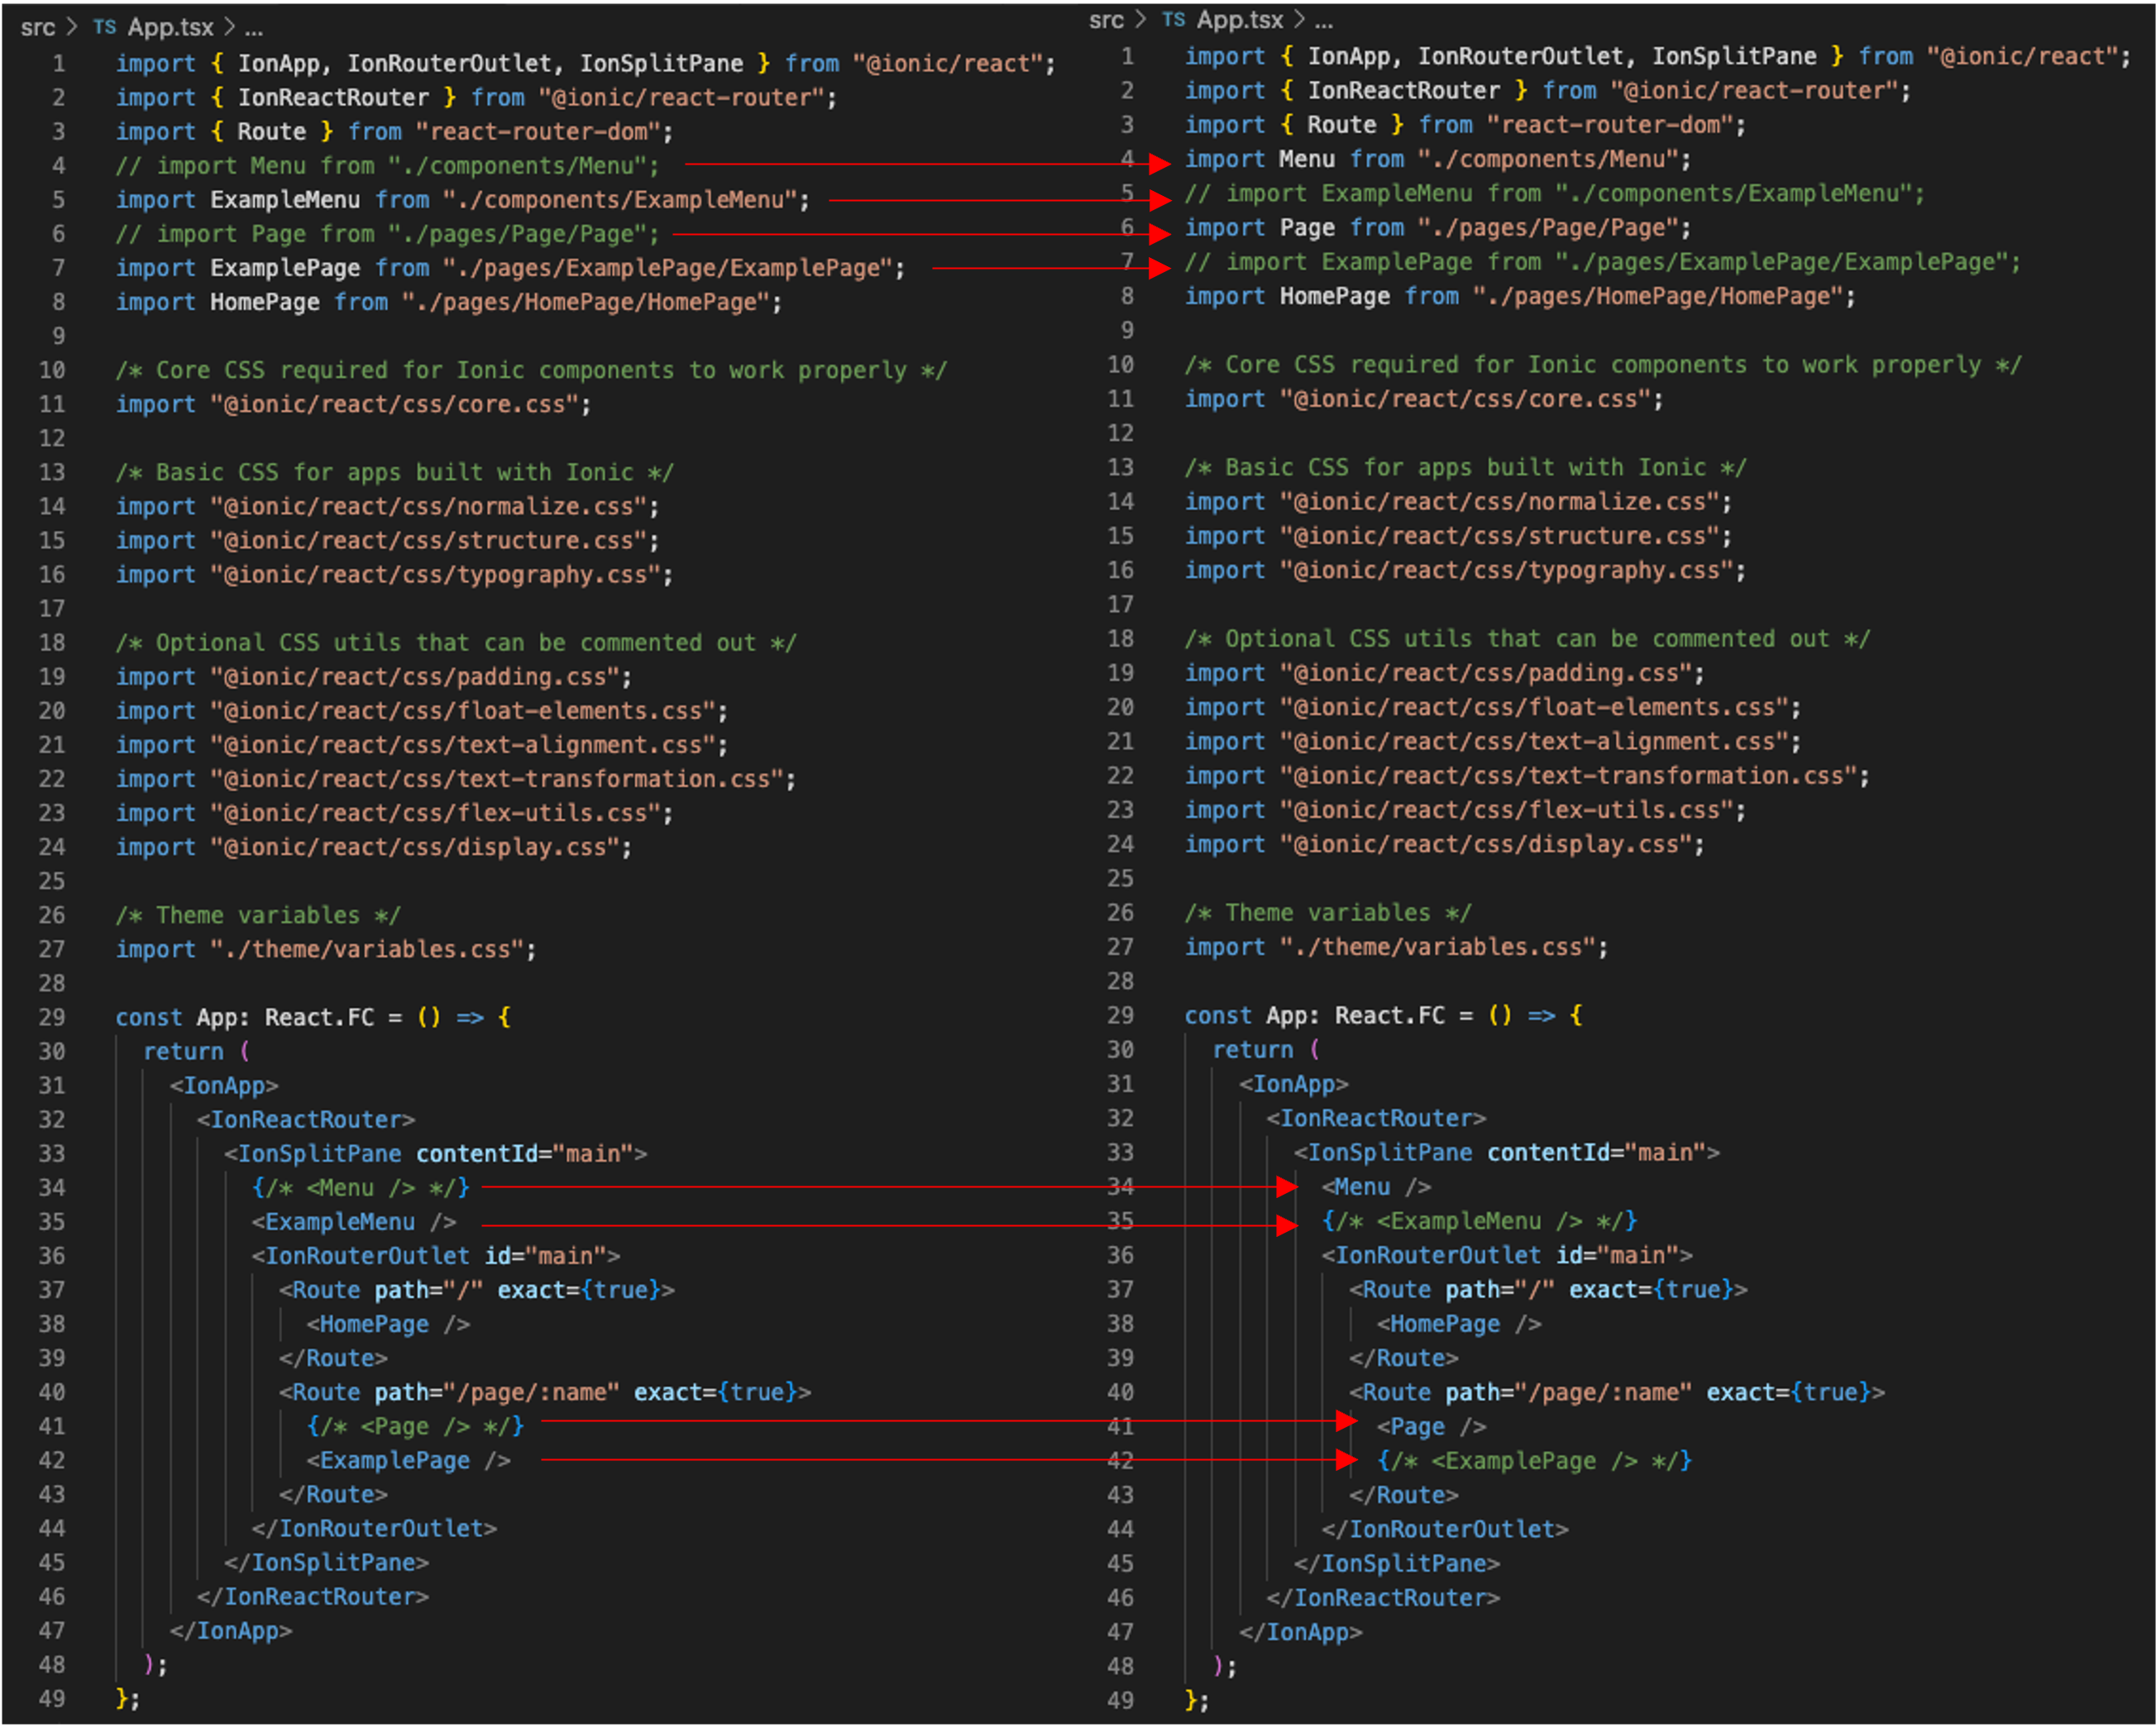 src > TS App.tsx > ...
1 import { IonApp, IonRouterOutlet, IonSplitPane } from "@ionic/react";
2 import { IonReactRouter } from "@ionic/react-router";
3 import { Route } from "react-router-dom";
4 // import Menu from "./components/Menu";
5 import ExampleMenu from "./components/ExampleMenu";
6 // import Page from "./pages/Page/Page";
7 import ExamplePage from "./pages/ExamplePage/ExamplePage";
8 import HomePage from "./pages/HomePage/HomePage";
9
10 /* Core CSS required for Ionic components to work properly */
11 import "@ionic/react/css/core.css";
12
13 /* Basic CSS for apps built with Ionic */
14 import "@ionic/react/css/normalize.css";
15 import "@ionic/react/css/structure.css";
16 import "@ionic/react/css/typography.css";
17
18 /* Optional CSS utils that can be commented out */
19 import "@ionic/react/css/padding.css";
20 import "@ionic/react/css/float-elements.css";
21 import "@ionic/react/css/text-alignment.css";
22 import "@ionic/react/css/text-transformation.css";
23 import "@ionic/react/css/flex-utils.css";
24 import "@ionic/react/css/display.css";
25
26 /* Theme variables */
27 import "./theme/variables.css";
28
29 const App: React.FC = () => {
30 return (
31 <IonApp>
32 <IonReactRouter>
33 <IonSplitPane contentId="main">
34 {/* <Menu /> */}
35 <ExampleMenu />
36 <IonRouterOutlet id="main">
37 <Route path="/" exact={true}>
38 <HomePage />
39 </Route>
40 <Route path="/page/:name" exact={true}>
41 {/* <Page /> */}
42 <ExamplePage />
43 </Route>
44 </IonRouterOutlet>
45 </IonSplitPane>
46 </IonReactRouter>
47 </IonApp>
48 );
49 };
src > TS App.tsx > ...
1 import { IonApp, IonRouterOutlet, IonSplitPane } from "@ionic/react";
2 import { IonReactRouter } from "@ionic/react-router";
3 import { Route } from "react-router-dom";
4 import Menu from "./components/Menu";
5 // import ExampleMenu from "./components/ExampleMenu";
6 import Page from "./pages/Page/Page";
7 // import ExamplePage from "./pages/ExamplePage/ExamplePage";
8 import HomePage from "./pages/HomePage/HomePage";
9
10 /* Core CSS required for Ionic components to work properly */
11 import "@ionic/react/css/core.css";
12
13 /* Basic CSS for apps built with Ionic */
14 import "@ionic/react/css/normalize.css";
15 import "@ionic/react/css/structure.css";
16 import "@ionic/react/css/typography.css";
17
18 /* Optional CSS utils that can be commented out */
19 import "@ionic/react/css/padding.css";
20 import "@ionic/react/css/float-elements.css";
21 import "@ionic/react/css/text-alignment.css";
22 import "@ionic/react/css/text-transformation.css";
23 import "@ionic/react/css/flex-utils.css";
24 import "@ionic/react/css/display.css";
25
26 /* Theme variables */
27 import "./theme/variables.css";
28
29 const App: React.FC = () => {
30 return (
31 <IonApp>
32 <IonReactRouter>
33 <IonSplitPane contentId="main">
34 <Menu />
35 {/* <ExampleMenu /> */}
36 <IonRouterOutlet id="main">
37 <Route path="/" exact={true}>
38 <HomePage />
39 </Route>
40 <Route path="/page/:name" exact={true}>
41 <Page />
42 {/* <ExamplePage /> */}
43 </Route>
44 </IonRouterOutlet>
45 </IonSplitPane>
46 </IonReactRouter>
47 </IonApp>
48 );
49 };